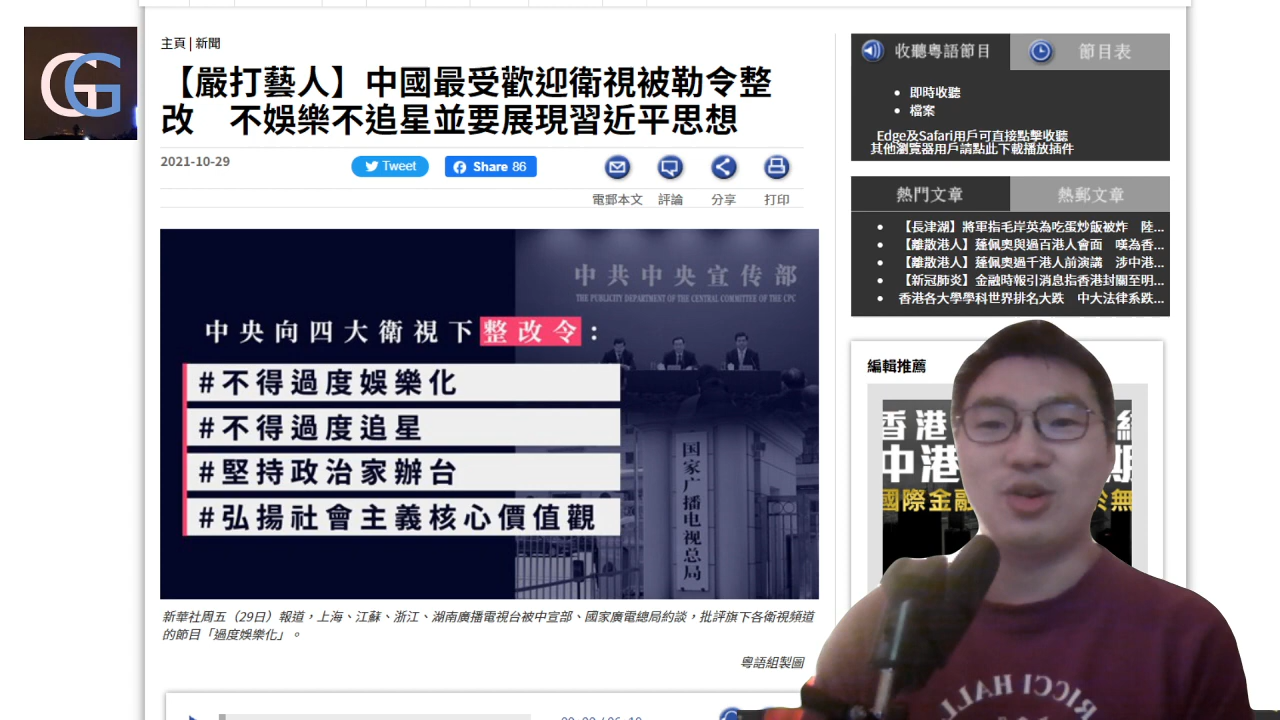 GG
主頁 | 新聞
【嚴打藝人】中國最受歡迎衛視被勒令整
改　不娛樂不追星並要展現習近平思想
2021-10-29
Tweet
Share 86
電郵本文
評論
分享
打印
中共中央宣传部
THE PUBLICITY DEPARTMENT OF THE CENTRAL COMMITTEE OF THE CPC
中央向四大衛視下整改令：
#不得過度娛樂化
#不得過度追星
#堅持政治家辦台
#弘揚社會主義核心價值觀
国家广播电视总局
新華社周五（29日）報道，上海、江蘇、浙江、湖南廣播電視台被中宣部、國家廣電總局約談，批評旗下各衛視頻道
的節目「過度娛樂化」。
粵語組製圖
收聽粵語節目
節目表
即時收聽
檔案
Edge及Safari用戶可直接點擊收聽
其他瀏覽器用戶請點此下載播放插件
熱門文章
熱郵文章
【長津湖】將軍指毛岸英為吃蛋炒飯被炸　陸...
【離散港人】蓬佩奧與過百港人會面　嘆為香...
【離散港人】蓬佩奧過千港人前演講　涉中港...
【新冠肺炎】金融時報引消息指香港封關至明...
香港各大學學科世界排名大跌　中大法律系跌...
編輯推薦
香港
中港
期
國際金融
於無
RICCI HALL